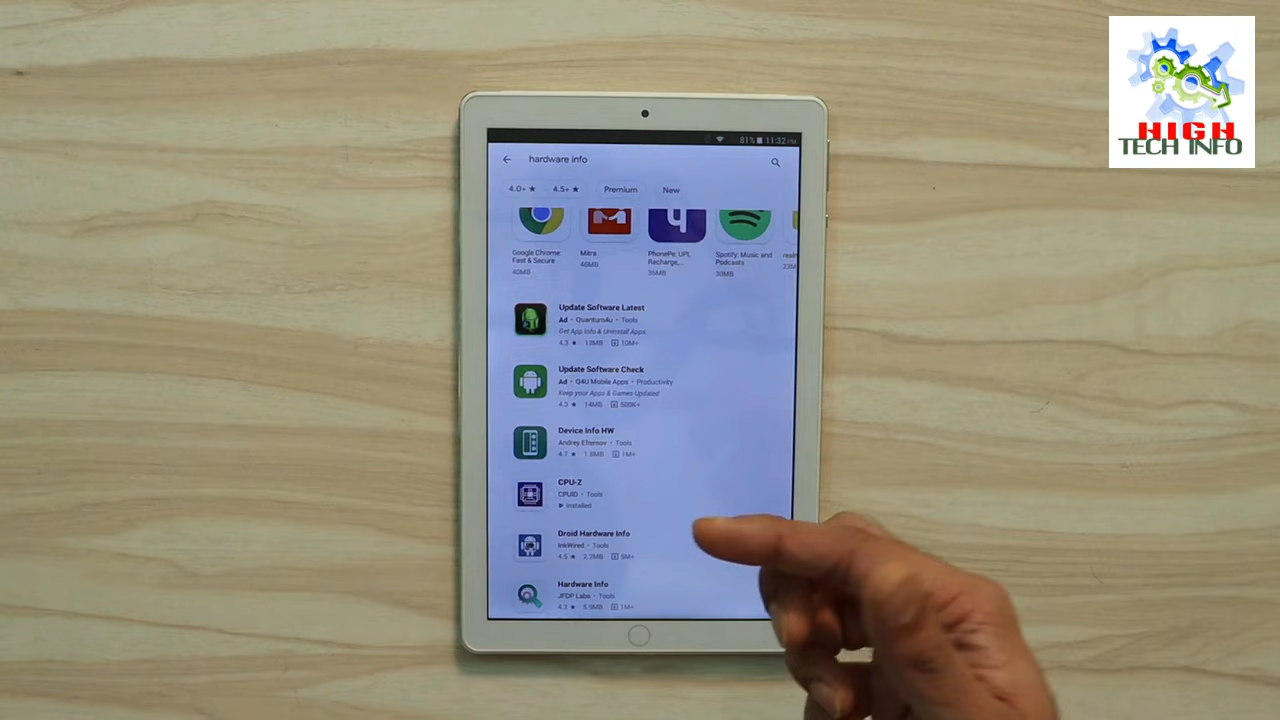 HIGH
TECH INFO
81% 11:32 PM
hardware info
4.0+ ★ 4.5+ ★ Premium New
Google Chrome: Fast & Secure
40MB
Mitra
46MB
PhonePe: UPI, Recharge,...
36MB
Spotify: Music and Podcasts
30MB
23M
Update Software Latest
Ad • Quantum4u • Tools
Get App Info & Uninstall Apps
4.3 ★ 13MB 10M+
Update Software Check
Ad • Q4U Mobile Apps • Productivity
Keep your Apps & Games Updated
4.3 ★ 14MB 500K+
Device Info HW
Andrey Efremov • Tools
4.7 ★ 1.8MB 1M+
CPU-Z
CPUID • Tools
Installed
Droid Hardware Info
InkWired • Tools
4.5 ★ 2.2MB 5M+
Hardware Info
JFDP Labs • Tools
4.3 ★ 5.9MB 1M+